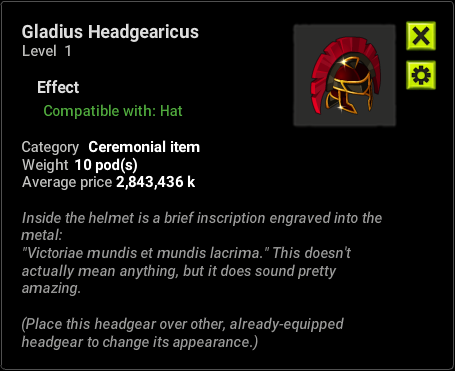 Gladius Headgearicus
Level 1
Effect
Compatible with: Hat
Category Ceremonial item
Weight 10 pod(s)
Average price 2,843,436 k
Inside the helmet is a brief inscription engraved into the
metal:
"Victoriae mundis et mundis lacrima." This doesn't
actually mean anything, but it does sound pretty
amazing.
(Place this headgear over other, already-equipped
headgear to change its appearance.)